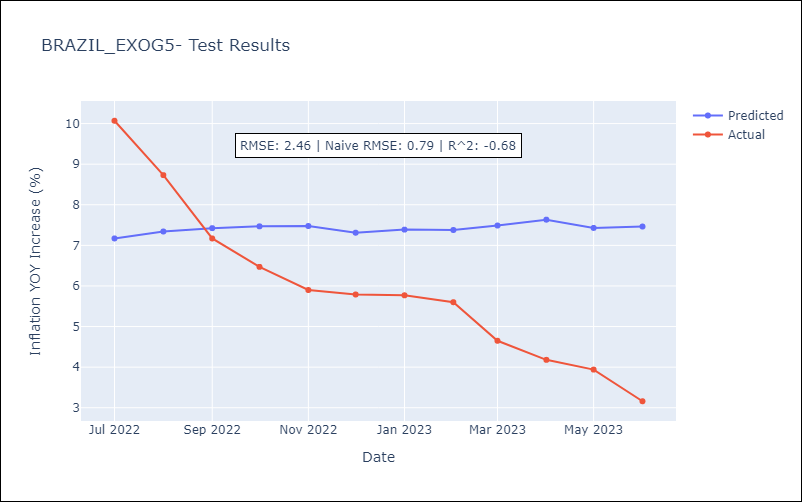 BRAZIL_EXOG5- Test Results
Predicted
Actual
RMSE: 2.46 | Naive RMSE: 0.79 | R^2: -0.68
Inflation YOY Increase (%)
10
9
8
7
6
5
4
3
Jul 2022 Sep 2022 Nov 2022 Jan 2023 Mar 2023 May 2023
Date